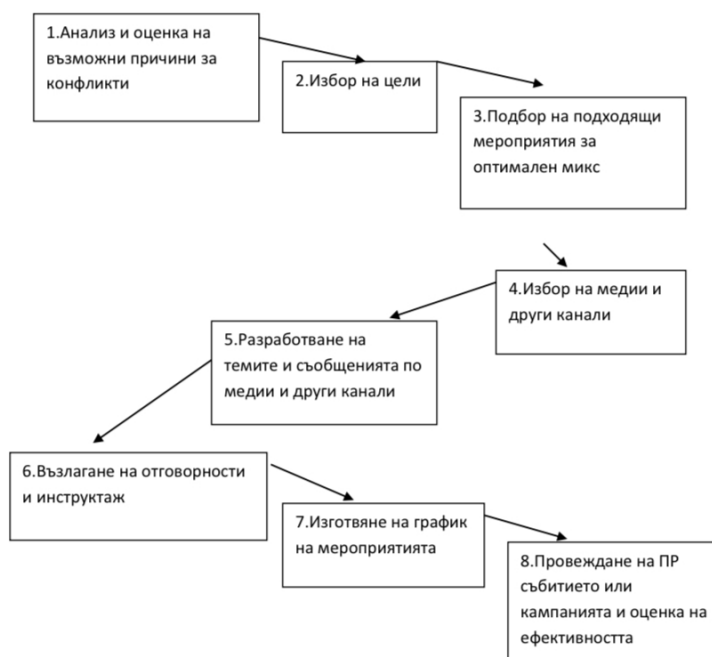 1.Анализ и оценка на
възможни причини за
конфликти
2.Избор на цели
3.Подбор на подходящи
мероприятия за
оптимален микс
4.Избор на медии и
други канали
5.Разработване на
темите и съобщенията по
медии и други канали
6.Възлагане на отговорности
и инструктаж
7.Изготвяне на график
на мероприятията
8.Провеждане на ПР
събитието или
кампанията и оценка на
ефективността